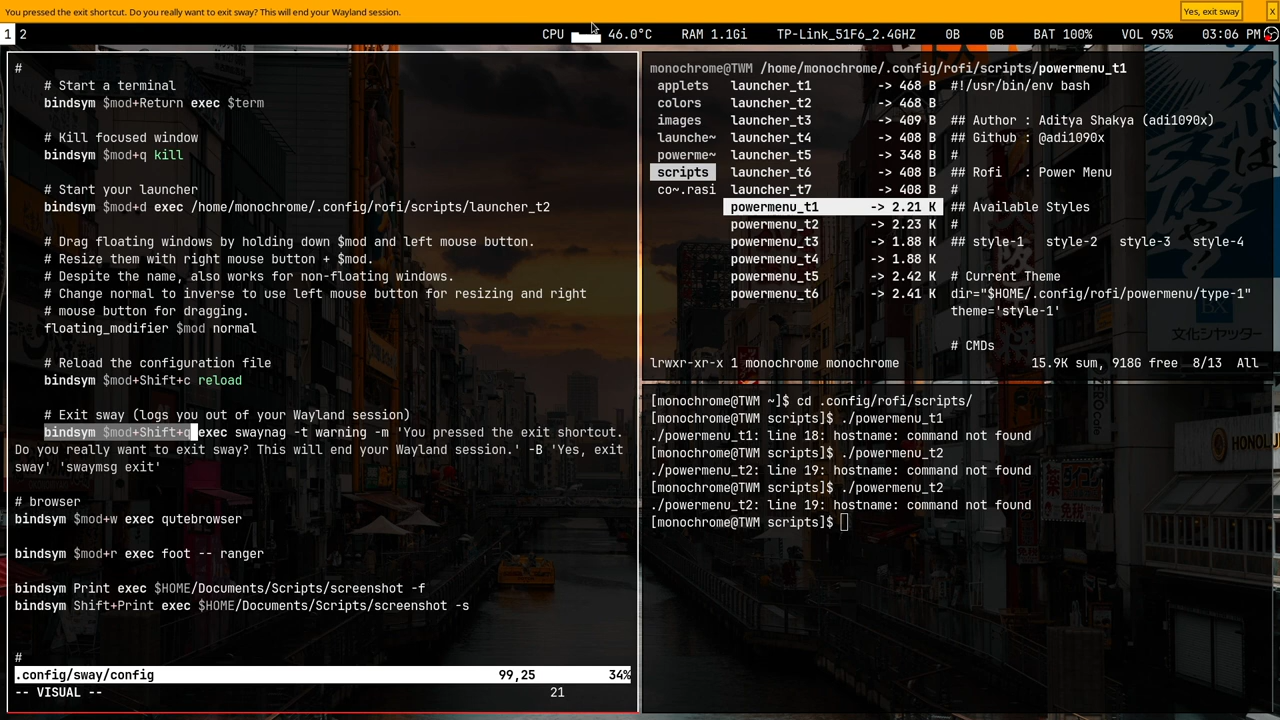 You pressed the exit shortcut. Do you really want to exit sway? This will end your Wayland session.
Yes, exit sway
X
1 2
CPU 46.0°C RAM 1.1Gi TP-Link_51F6_2.4GHZ 0B 0B BAT 100% VOL 95% 03:06 PM
#
# Start a terminal
bindsym $mod+Return exec $term
# Kill focused window
bindsym $mod+q kill
# Start your launcher
bindsym $mod+d exec /home/monochrome/.config/rofi/scripts/launcher_t2
# Drag floating windows by holding down $mod and left mouse button.
# Resize them with right mouse button + $mod.
# Despite the name, also works for non-floating windows.
# Change normal to inverse to use left mouse button for resizing and right
# mouse button for dragging.
floating_modifier $mod normal
# Reload the configuration file
bindsym $mod+Shift+c reload
# Exit sway (logs you out of your Wayland session)
bindsym $mod+Shift+q exec swaynag -t warning -m 'You pressed the exit shortcut.
Do you really want to exit sway? This will end your Wayland session.' -B 'Yes, exit
sway' 'swaymsg exit'
# browser
bindsym $mod+w exec qutebrowser
bindsym $mod+r exec foot -- ranger
bindsym Print exec $HOME/Documents/Scripts/screenshot -f
bindsym Shift+Print exec $HOME/Documents/Scripts/screenshot -s
#
.config/sway/config 99,25 34%
-- VISUAL -- 21
monochrome@TWM /home/monochrome/.config/rofi/scripts/powermenu_t1
applets launcher_t1 -> 468 B #!/usr/bin/env bash
colors launcher_t2 -> 468 B
images launcher_t3 -> 409 B ## Author : Aditya Shakya (adi1090x)
launche~ launcher_t4 -> 408 B ## Github : @adi1090x
powerme~ launcher_t5 -> 348 B #
scripts launcher_t6 -> 408 B ## Rofi : Power Menu
co~.rasi launcher_t7 -> 408 B #
powermenu_t1 -> 2.21 K ## Available Styles
powermenu_t2 -> 2.23 K #
powermenu_t3 -> 1.88 K ## style-1 style-2 style-3 style-4
powermenu_t4 -> 1.88 K
powermenu_t5 -> 2.42 K # Current Theme
powermenu_t6 -> 2.41 K dir="$HOME/.config/rofi/powermenu/type-1"
theme='style-1'
# CMDs
lrwxr-xr-x 1 monochrome monochrome 15.9K sum, 918G free 8/13 All
文化シヤッター
[monochrome@TWM ~]$ cd .config/rofi/scripts/
[monochrome@TWM scripts]$ ./powermenu_t1
./powermenu_t1: line 18: hostname: command not found
[monochrome@TWM scripts]$ ./powermenu_t2
./powermenu_t2: line 19: hostname: command not found
[monochrome@TWM scripts]$ ./powermenu_t2
./powermenu_t2: line 19: hostname: command not found
[monochrome@TWM scripts]$